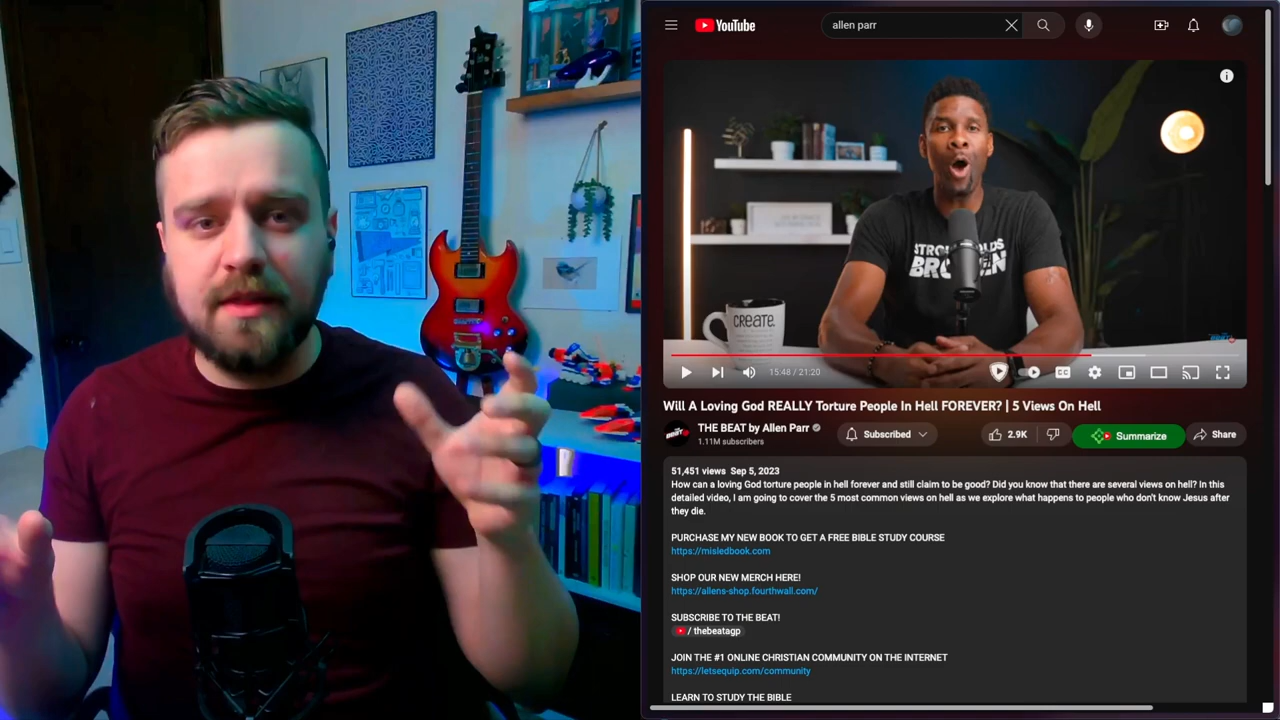 YouTube
allen parr
STRONGHOLDS
BROKEN
CREATE.
15:48 / 21:20
CC
Will A Loving God REALLY Torture People In Hell FOREVER? | 5 Views On Hell
THE BEAT by Allen Parr
1.11M subscribers
Subscribed
2.9K
Summarize
Share
51,451 views Sep 5, 2023
How can a loving God torture people in hell forever and still claim to be good? Did you know that there are several views on hell? In this
detailed video, I am going to cover the 5 most common views on hell as we explore what happens to people who don't know Jesus after
they die.
PURCHASE MY NEW BOOK TO GET A FREE BIBLE STUDY COURSE
https://misledbook.com
SHOP OUR NEW MERCH HERE!
https://allens-shop.fourthwall.com/
SUBSCRIBE TO THE BEAT!
/ thebeatagp
JOIN THE #1 ONLINE CHRISTIAN COMMUNITY ON THE INTERNET
https://letsequip.com/community
LEARN TO STUDY THE BIBLE